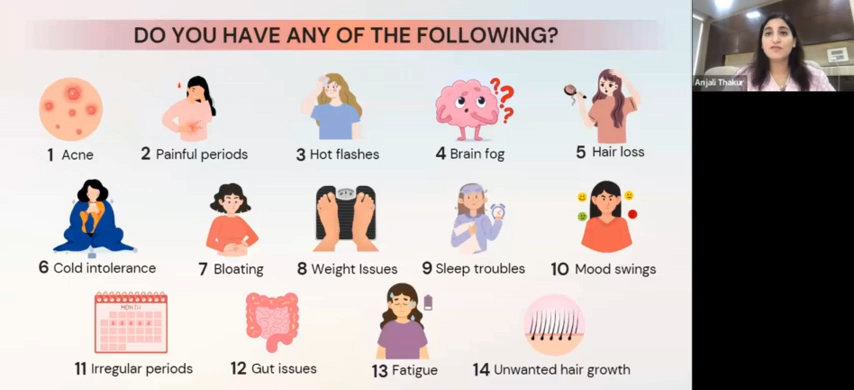 DO YOU HAVE ANY OF THE FOLLOWING?
Anjali Thakur
1 Acne
2 Painful periods
3 Hot flashes
4 Brain fog
5 Hair loss
6 Cold intolerance
7 Bloating
8 Weight Issues
9 Sleep troubles
10 Mood swings
MONTH
11 Irregular periods
12 Gut issues
13 Fatigue
14 Unwanted hair growth